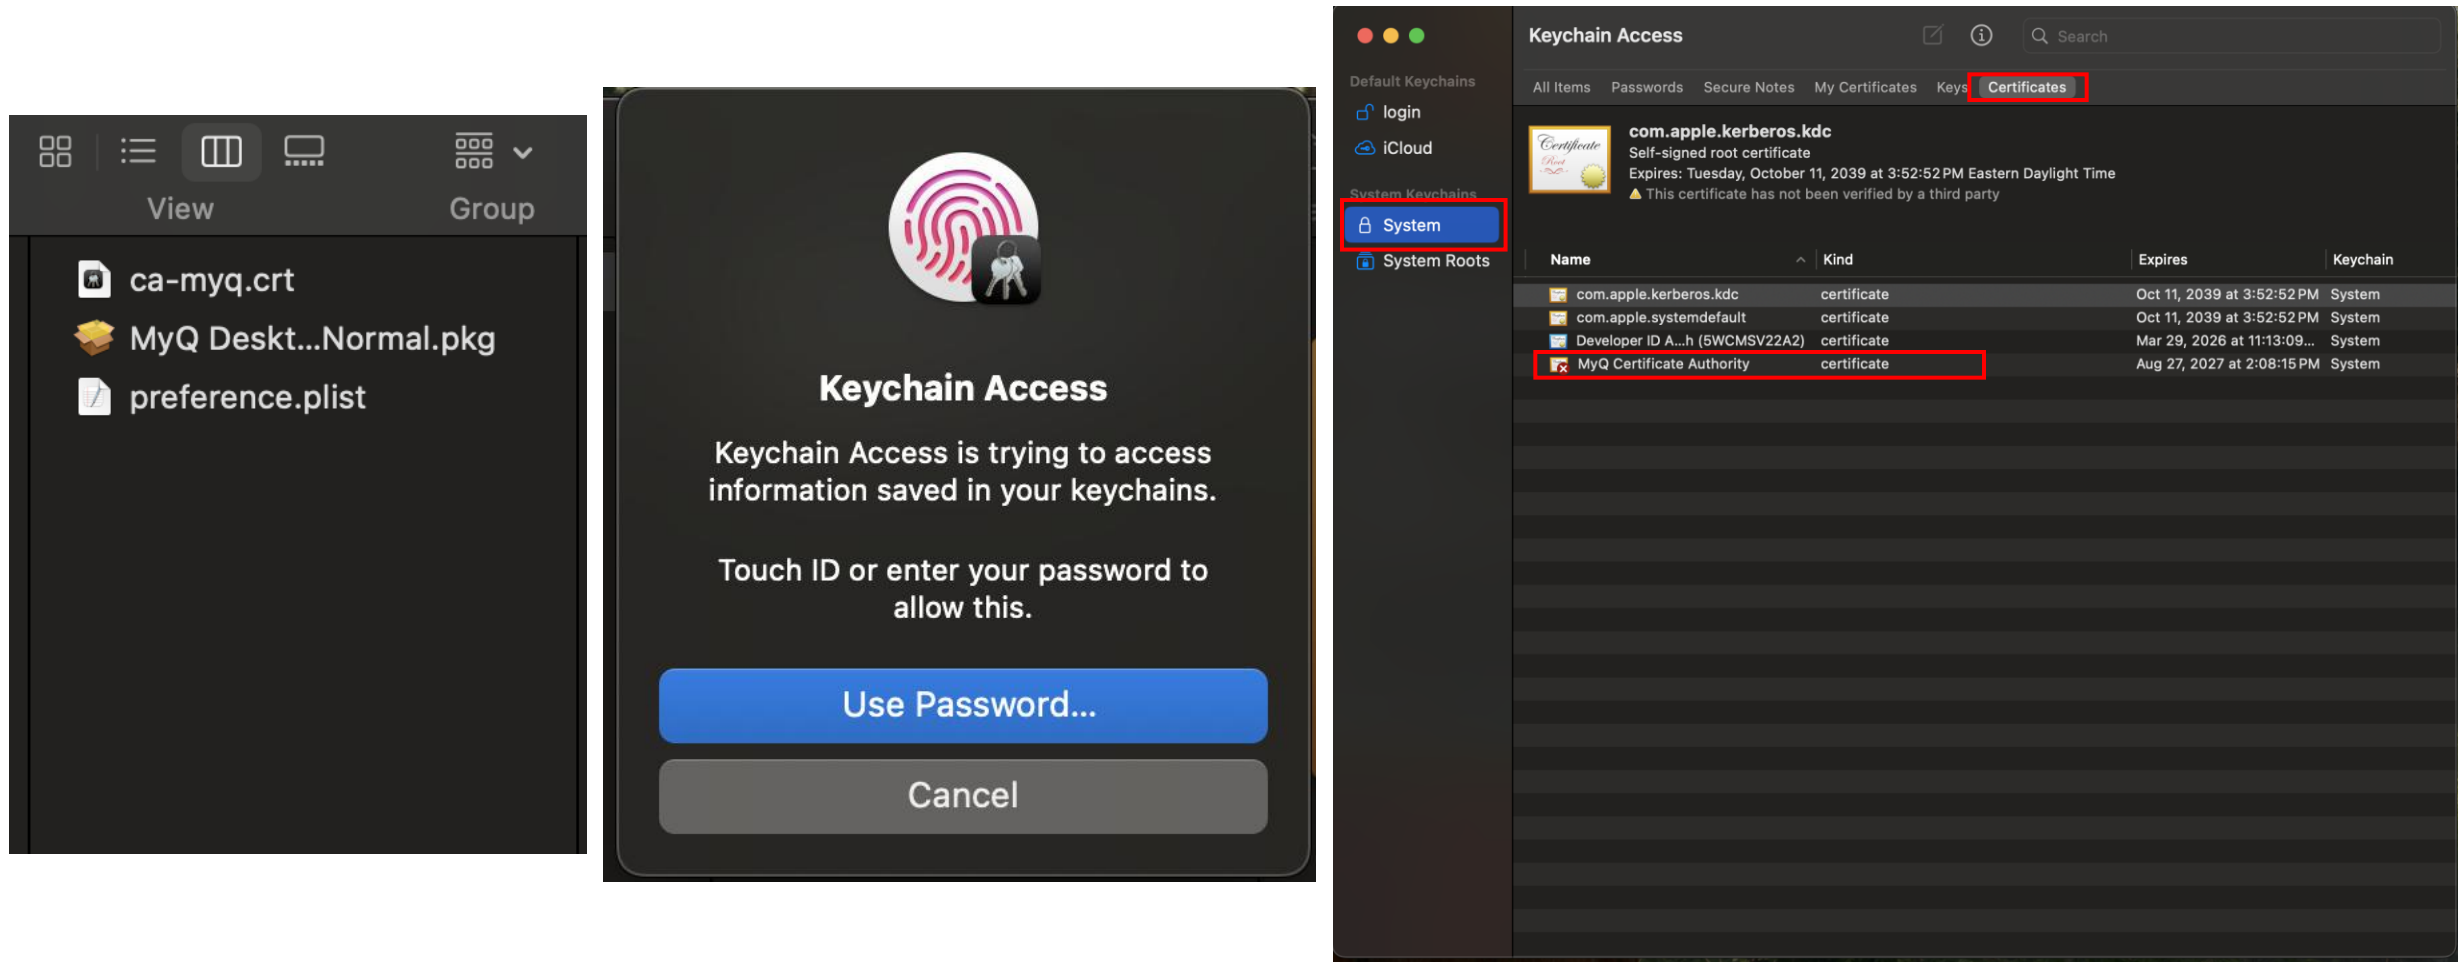 View
Group
ca-myq.crt
MyQ Deskt...Normal.pkg
preference.plist
Keychain Access
Keychain Access is trying to access
information saved in your keychains.
Touch ID or enter your password to
allow this.
Use Password...
Cancel
Keychain Access
Search
Default Keychains
login
iCloud
System Keychains
System
System Roots
All Items Passwords Secure Notes My Certificates Keys Certificates
Certificate
Root
com.apple.kerberos.kdc
Self-signed root certificate
Expires: Tuesday, October 11, 2039 at 3:52:52 PM Eastern Daylight Time
This certificate has not been verified by a third party
Name Kind Expires Keychain
com.apple.kerberos.kdc certificate Oct 11, 2039 at 3:52:52 PM System
com.apple.systemdefault certificate Oct 11, 2039 at 3:52:52 PM System
Developer ID A...h (5WCMSV22A2) certificate Mar 29, 2026 at 11:13:09... System
MyQ Certificate Authority certificate Aug 27, 2027 at 2:08:15 PM System